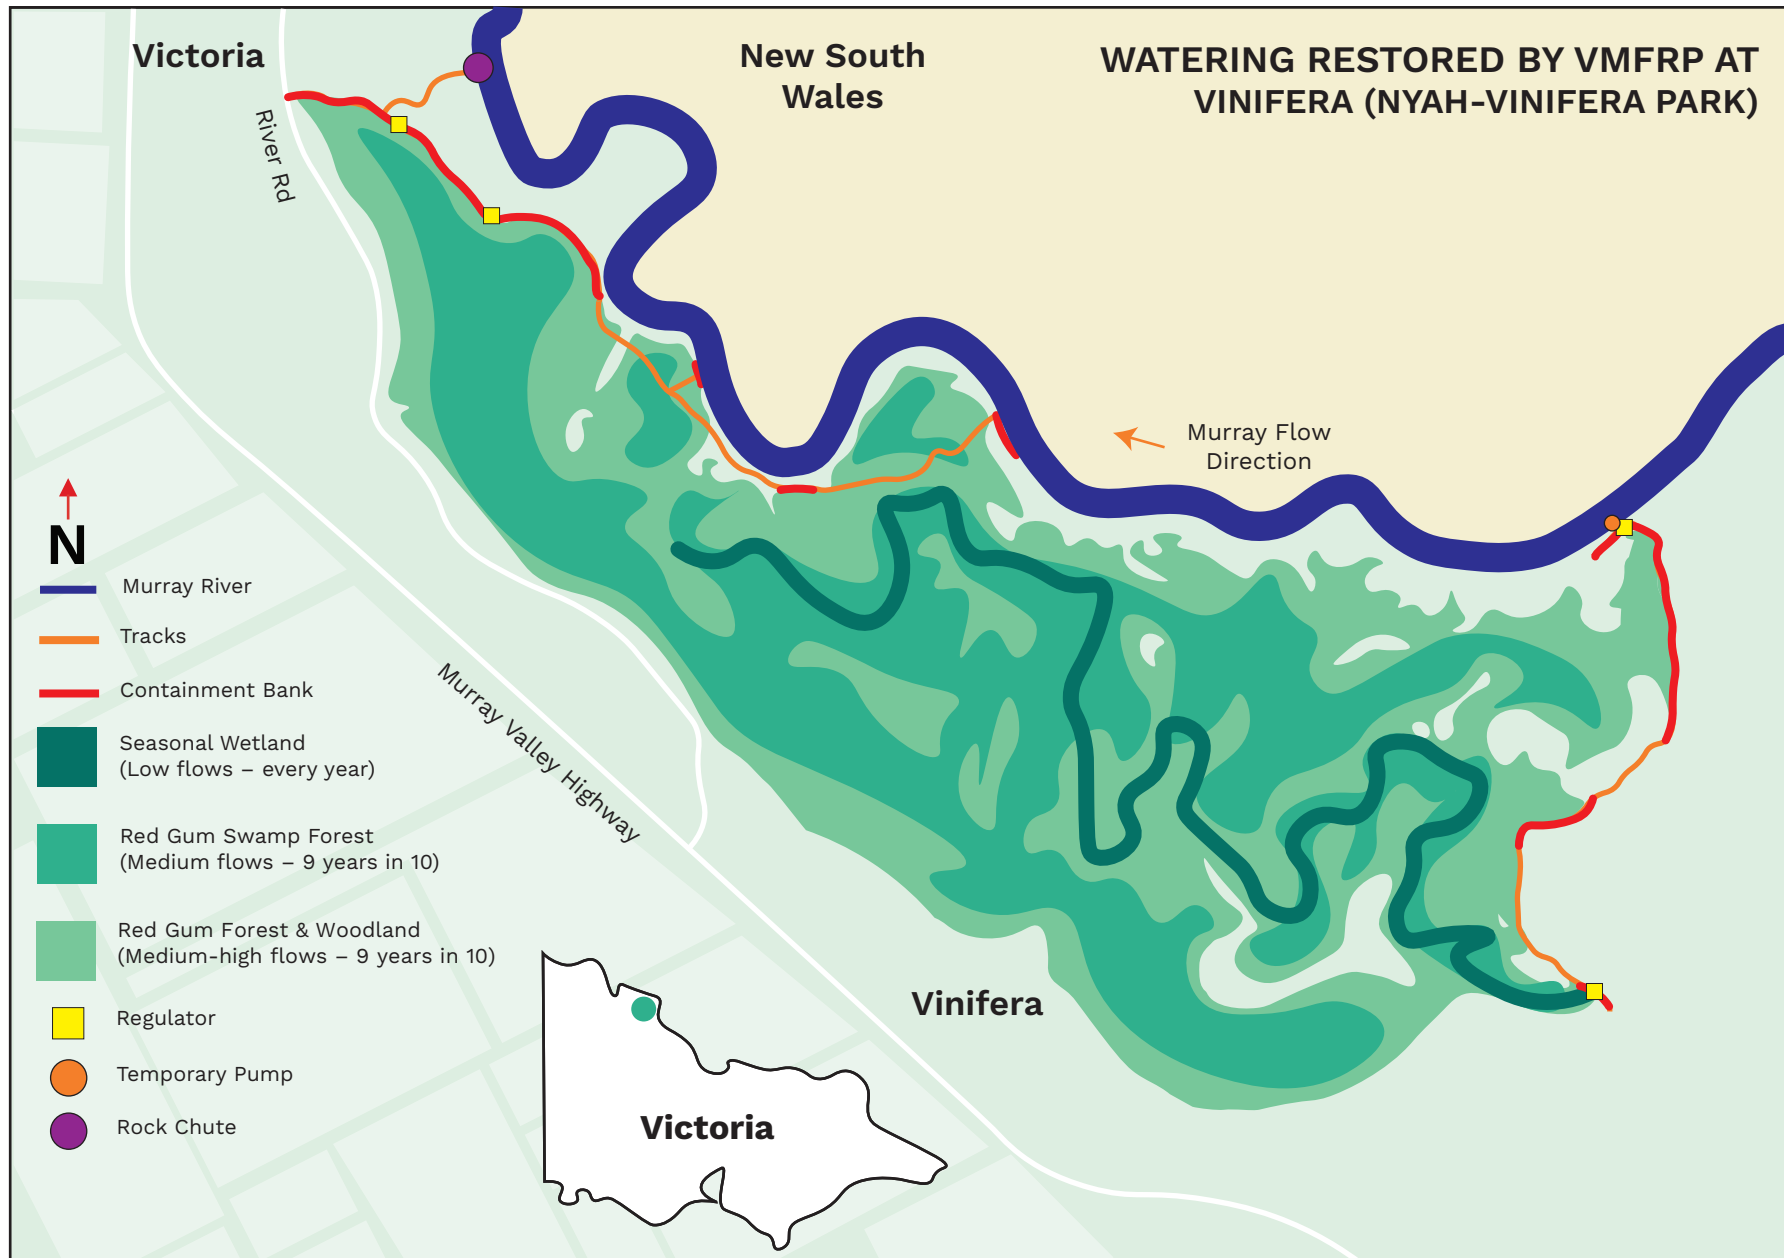 Victoria
New South
Wales
WATERING RESTORED BY VMFRP AT
VINIFERA (NYAH-VINIFERA PARK)
River Rd
Murray Flow
Direction
N
Murray River
Tracks
Containment Bank
Seasonal Wetland
(Low flows – every year)
Red Gum Swamp Forest
(Medium flows – 9 years in 10)
Red Gum Forest & Woodland
(Medium-high flows – 9 years in 10)
Regulator
Temporary Pump
Rock Chute
Murray Valley Highway
Vinifera
Victoria